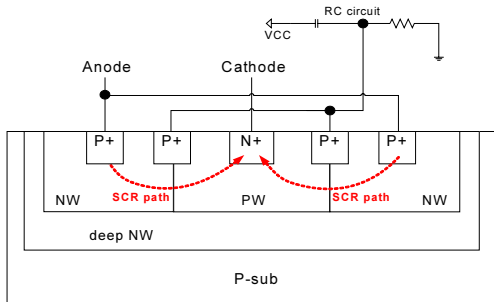 RC circuit
VCC
Anode Cathode
P+ P+ N+ P+ P+
SCR path SCR path
NW PW NW
deep NW
P-sub